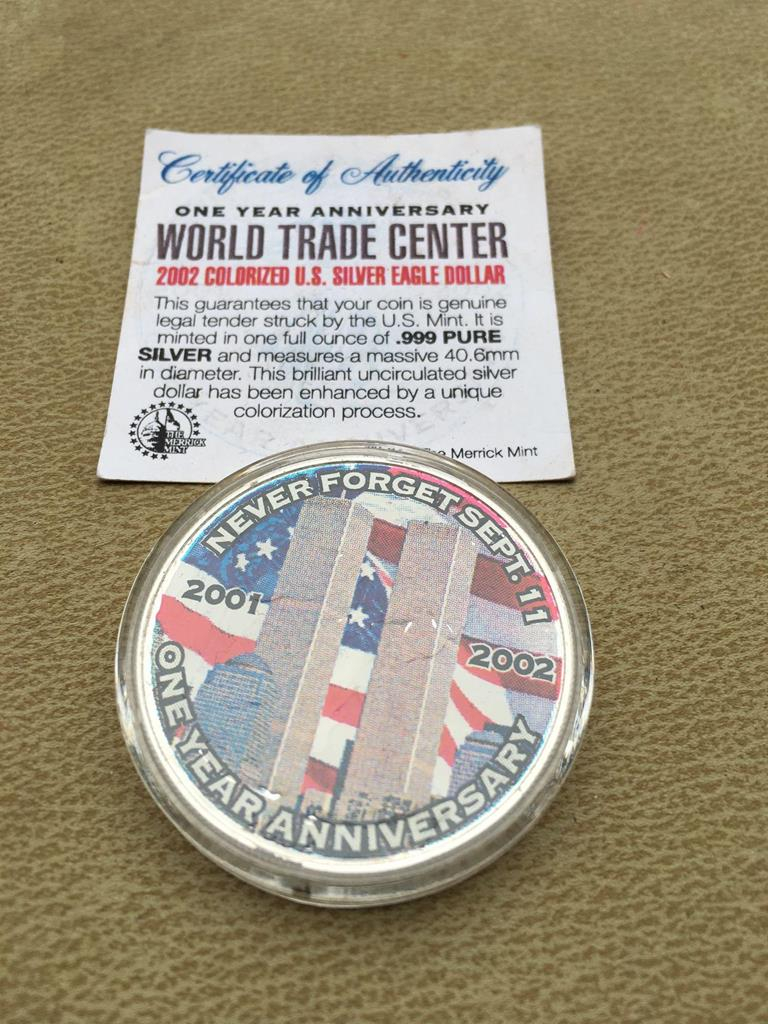 Certificate of Authenticity
ONE YEAR ANNIVERSARY
WORLD TRADE CENTER
2002 COLORIZED U.S. SILVER EAGLE DOLLAR
This guarantees that your coin is genuine
legal tender struck by the U.S. Mint. It is
minted in one full ounce of .999 PURE
SILVER and measures a massive 40.6mm
in diameter. This brilliant uncirculated silver
dollar has been enhanced by a unique
colorization process.
THE
MERRICK
MINT
Merrick Mint
NEVER FORGET SEPT. 11
2001
2002
ONE YEAR ANNIVERSARY